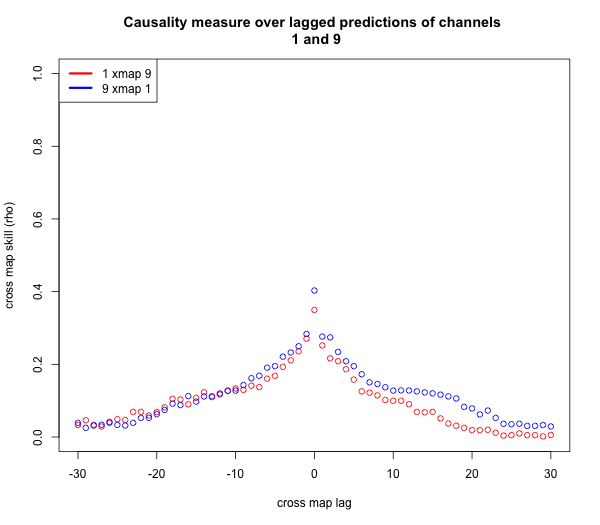 Causality measure over lagged predictions of channels
1 and 9
1 xmap 9
9 xmap 1
cross map skill (rho)
1.0
0.8
0.6
0.4
0.2
0.0
-30
-20
-10
0
10
20
30
cross map lag